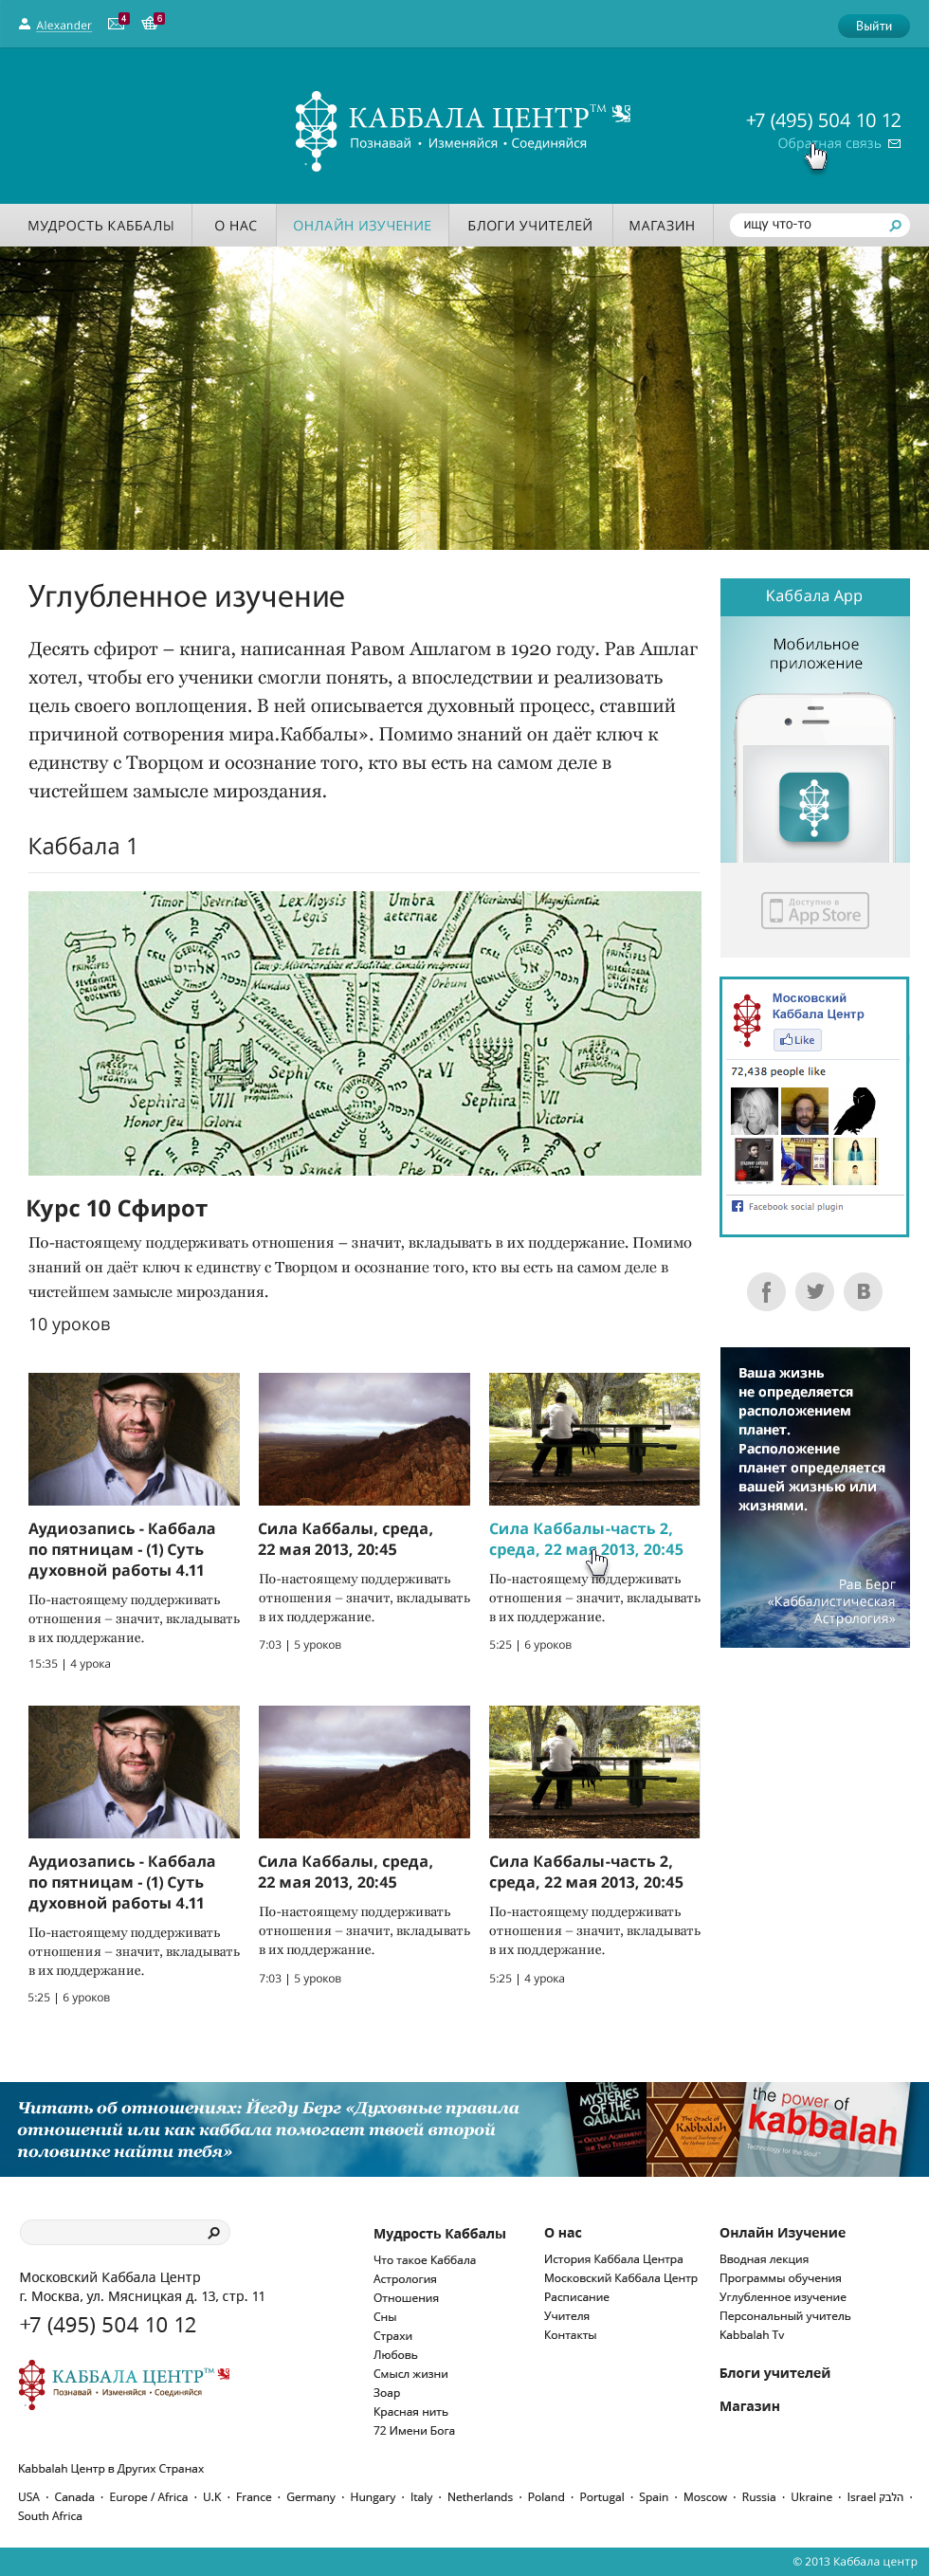 Alexander
4
6
Выйти
КАББАЛА ЦЕНТР™
Познавай • Изменяйся • Соединяйся
+7 (495) 504 10 12
Обратная связь
МУДРОСТЬ КАББАЛЫ
О НАС
ОНЛАЙН ИЗУЧЕНИЕ
БЛОГИ УЧИТЕЛЕЙ
МАГАЗИН
ищу что-то
Углубленное изучение
Десять сфирот – книга, написанная Равом Ашлагом в 1920 году. Рав Ашлаг
хотел, чтобы его ученики смогли понять, а впоследствии и реализовать
цель своего воплощения. В ней описывается духовный процесс, ставший
причиной сотворения мира.Каббалы». Помимо знаний он даёт ключ к
единству с Творцом и осознание того, кто вы есть на самом деле в
чистейшем замысле мироздания.
Каббала 1
Timor
Severitas
Lex Moysis
Legis
Umbra
aeternae
Materia
Magnificat
Teth
Mundus
Sephira
VIII
Honor
Gloria
Sephira VI
Sephira
VII
Victoria
Nun
Pe
Sameh
Phe
Курс 10 Сфирот
По-настоящему поддерживать отношения – значит, вкладывать в их поддержание. Помимо
знаний он даёт ключ к единству с Творцом и осознание того, кто вы есть на самом деле в
чистейшем замысле мироздания.
10 уроков
Аудиозапись - Каббала
по пятницам - (1) Суть
духовной работы 4.11
По-настоящему поддерживать
отношения – значит, вкладывать
в их поддержание.
15:35 | 4 урока
Сила Каббалы, среда,
22 мая 2013, 20:45
По-настоящему поддерживать
отношения – значит, вкладывать
в их поддержание.
7:03 | 5 уроков
Сила Каббалы-часть 2,
среда, 22 мая 2013, 20:45
По-настоящему поддерживать
отношения – значит, вкладывать
в их поддержание.
5:25 | 6 уроков
Аудиозапись - Каббала
по пятницам - (1) Суть
духовной работы 4.11
По-настоящему поддерживать
отношения – значит, вкладывать
в их поддержание.
5:25 | 6 уроков
Сила Каббалы, среда,
22 мая 2013, 20:45
По-настоящему поддерживать
отношения – значит, вкладывать
в их поддержание.
7:03 | 5 уроков
Сила Каббалы-часть 2,
среда, 22 мая 2013, 20:45
По-настоящему поддерживать
отношения – значит, вкладывать
в их поддержание.
5:25 | 4 урока
Каббала App
Мобильное
приложение
Доступно в
App Store
Московский
Каббала Центр
Like
72,438 people like
Facebook social plugin
Ваша жизнь
не определяется
расположением
планет.
Расположение
планет определяется
вашей жизнью или
жизнями.
Рав Берг
«Каббалистическая
Астрология»
Читать об отношениях: Йегду Берг «Духовные правила
отношений или как каббала помогает твоей второй
половинке найти тебя»
THE
MYSTERIES
OF THE
QABALAH
The Oracle of
Kabbalah
the power of
kabbalah
Technology for the Soul™
Московский Каббала Центр
г. Москва, ул. Мясницкая д. 13, стр. 11
+7 (495) 504 10 12
КАББАЛА ЦЕНТР™
Познавай • Изменяйся • Соединяйся
Мудрость Каббалы
Что такое Каббала
Астрология
Отношения
Сны
Страхи
Любовь
Смысл жизни
Зоар
Красная нить
72 Имени Бога
О нас
История Каббала Центра
Московский Каббала Центр
Расписание
Учителя
Контакты
Онлайн Изучение
Вводная лекция
Программы обучения
Углубленное изучение
Персональный учитель
Kabbalah Tv
Блоги учителей
Магазин
Kabbalah Центр в Других Странах
USA • Canada • Europe / Africa • U.K • France • Germany • Hungary • Italy • Netherlands • Poland • Portugal • Spain • Moscow • Russia • Ukraine • Israel הלבק •
South Africa
© 2013 Каббала центр